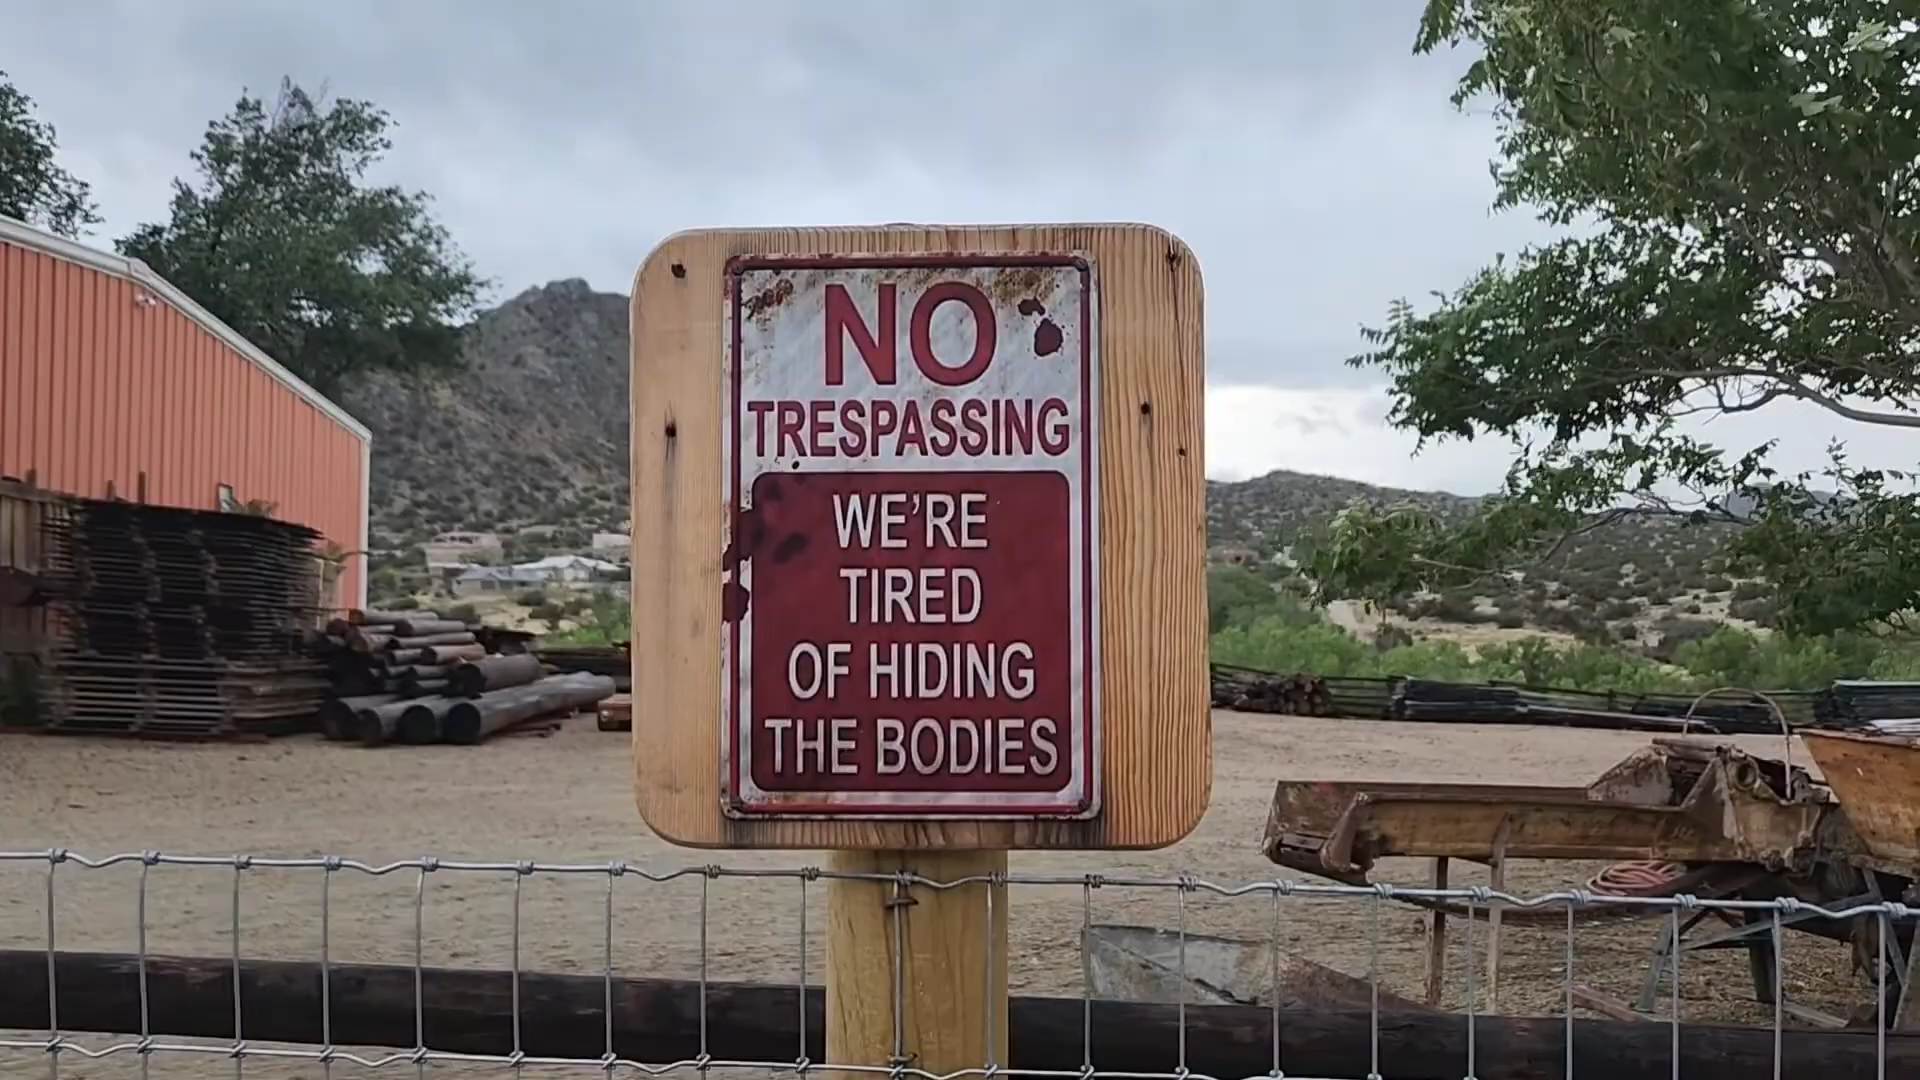 NO
TRESPASSING
WE'RE
TIRED
OF HIDING
THE BODIES